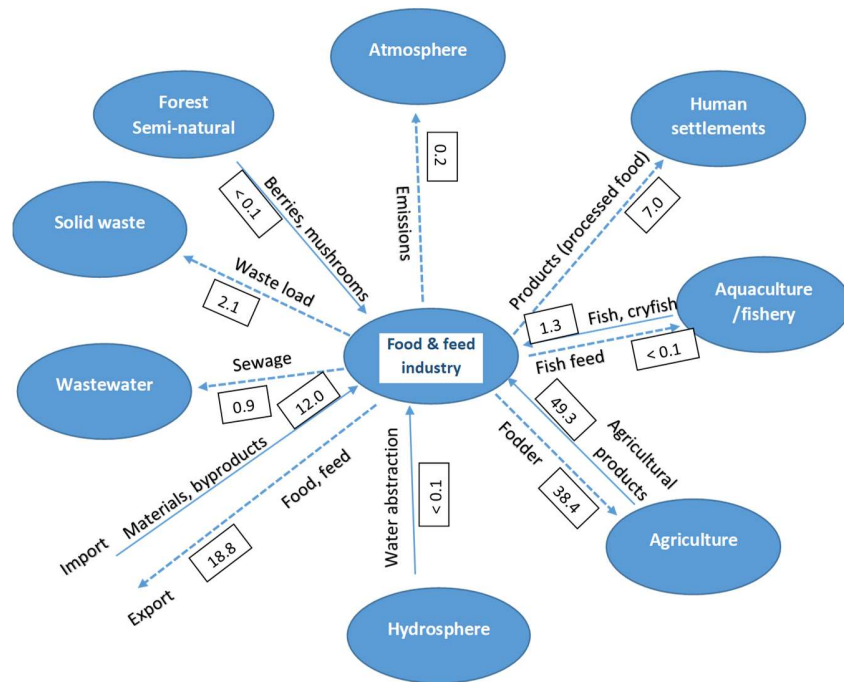 Atmosphere
Forest
Semi-natural
Human
settlements
0.2
Emissions
< 0.1
Berries, mushrooms
Products (processed food)
7.0
Solid waste
Waste load
2.1
Aquaculture
/fishery
1.3
Fish, cryfish
Fish feed
< 0.1
Food & feed
industry
Wastewater
Sewage
0.9
12.0
Import
Materials, byproducts
Food, feed
18.8
Export
Water abstraction
< 0.1
49.3
Agricultural
products
Fodder
38.4
Agriculture
Hydrosphere